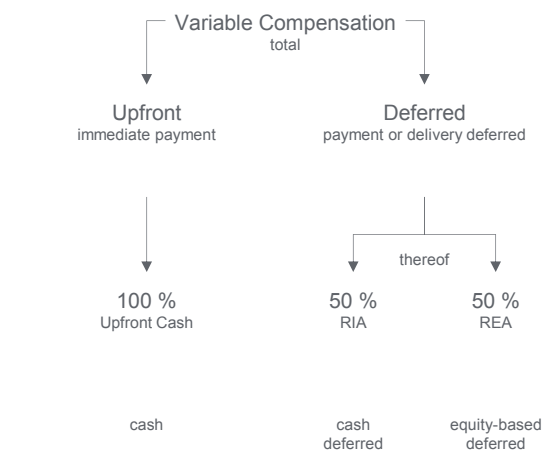 Variable Compensation
total
Upfront
immediate payment
Deferred
payment or delivery deferred
thereof
100 %
Upfront Cash
50 %
RIA
50 %
REA
cash
cash
deferred
equity-based
deferred